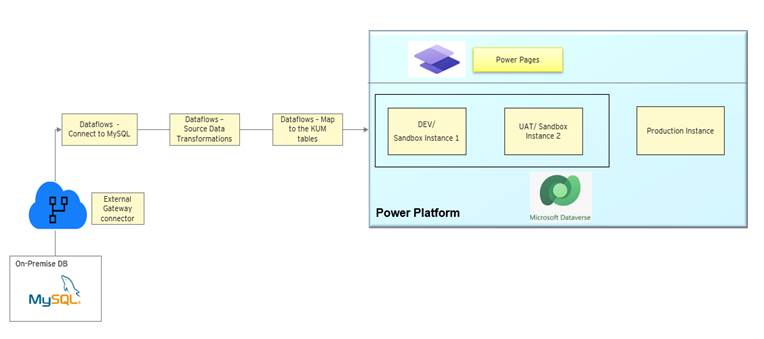 Power Pages
Dataflows -
Connect to MySQL
Dataflows –
Source Data
Transformations
Dataflows – Map
to the KUM
tables
DEV/
Sandbox Instance 1
UAT/ Sandbox
Instance 2
Production Instance
External
Gateway
connector
Power Platform
Microsoft Dataverse
On-Premise DB
MySQL